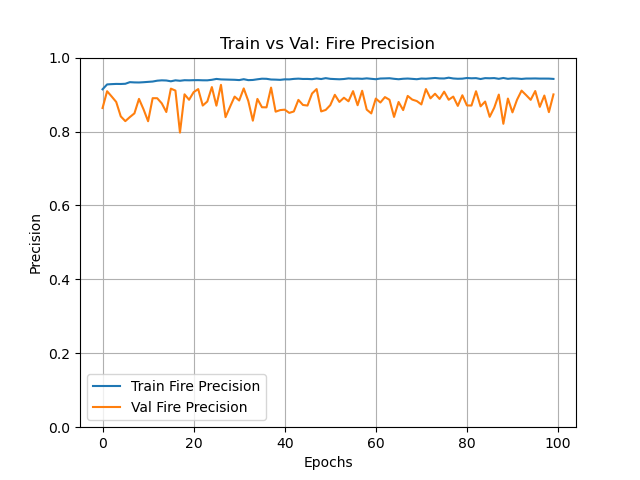 Train vs Val: Fire Precision
1.0
0.8
0.6
0.4
0.2
0.0
Precision
Train Fire Precision
Val Fire Precision
0 20 40 60 80 100
Epochs